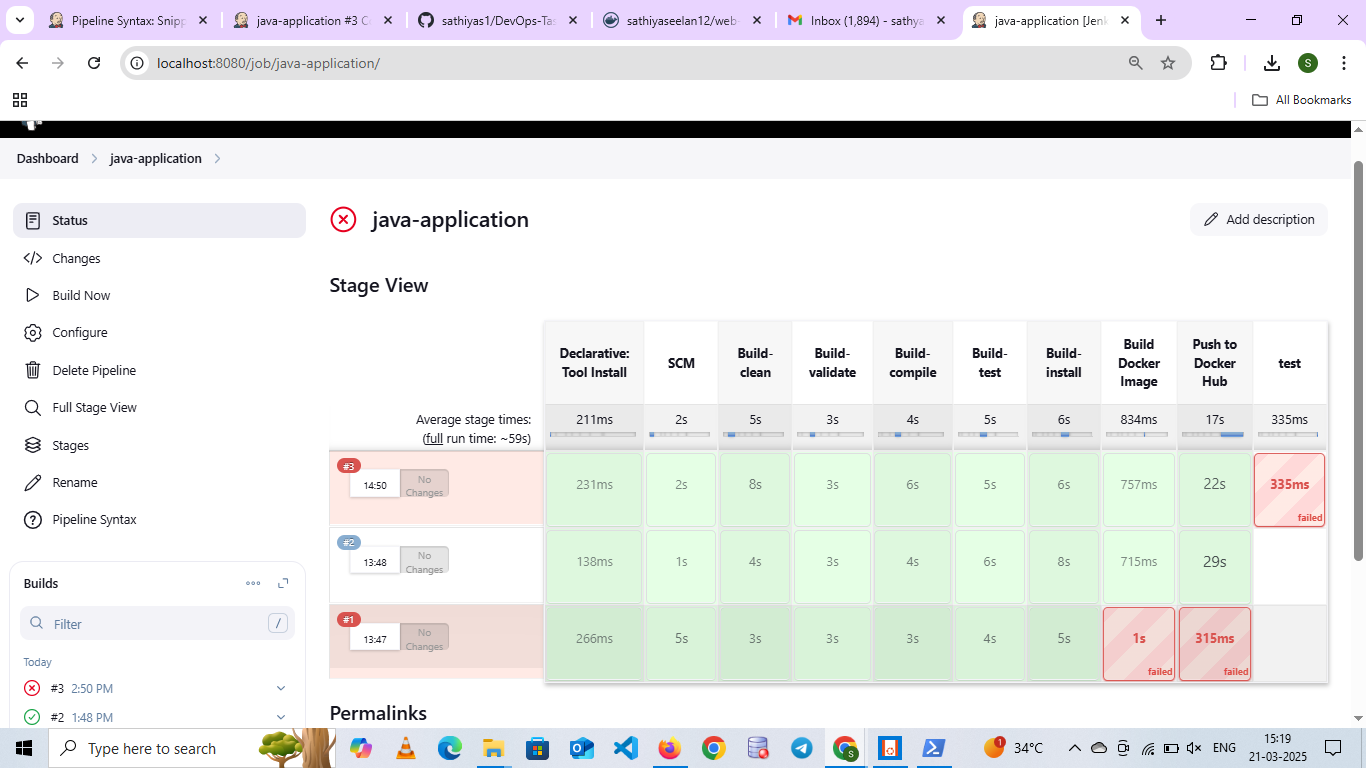 Pipeline Syntax: Snipp
java-application #3 Co
sathiyas1/DevOps-Tas
sathiyaseelan12/web-
Inbox (1,894) - sathya
java-application [Jenk
localhost:8080/job/java-application/
S
All Bookmarks
Dashboard
java-application
Status
Changes
Build Now
Configure
Delete Pipeline
Full Stage View
Stages
Rename
Pipeline Syntax
Builds
Filter
/
Today
#3 2:50 PM
#2 1:48 PM
java-application
Add description
Stage View
Declarative: Tool Install
SCM
Build-clean
Build-validate
Build-compile
Build-test
Build-install
Build Docker Image
Push to Docker Hub
test
Average stage times:
(full run time: ~59s)
211ms 2s 5s 3s 4s 5s 6s 834ms 17s 335ms
#3
14:50
No Changes
231ms 2s 8s 3s 6s 5s 6s 757ms 22s 335ms
failed
#2
13:48
No Changes
138ms 1s 4s 3s 4s 6s 8s 715ms 29s
#1
13:47
No Changes
266ms 5s 3s 3s 3s 4s 5s 1s 315ms
failed failed
Permalinks
Type here to search
S
1
34°C
ENG
15:19
21-03-2025